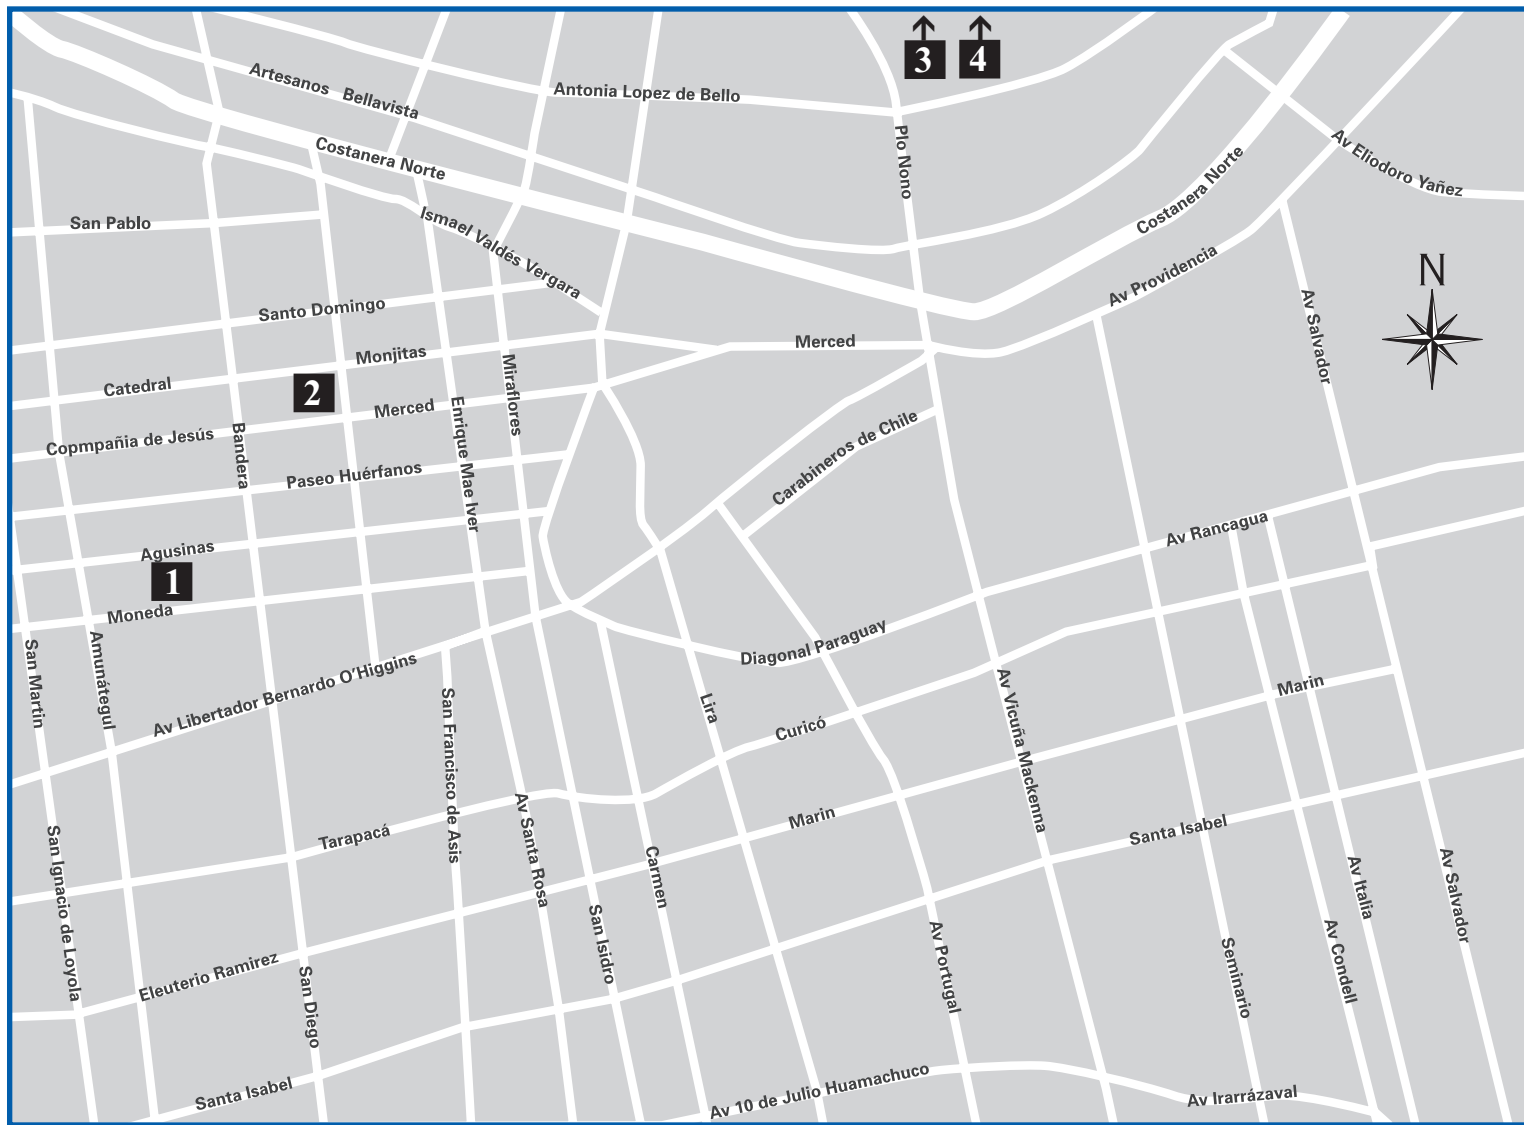 3
4
Artesanos Bellavista
Antonia Lopez de Bello
Costanera Norte
Plo Nono
Av Eliodoro Yañez
Costanera Norte
San Pablo
Ismael Valdés Vergara
Av Providencia
N
Santo Domingo
Av Salvador
Monjitas
Merced
Catedral
2
Miraflores
Merced
Enrique Mae Iver
Copmpañia de Jesús
Bandera
Carabineros de Chile
Paseo Huérfanos
Agusinas
Av Rancagua
1
Moneda
San Martin
Amunátegul
Av Libertador Bernardo O'Higgins
Diagonal Paraguay
San Francisco de Asis
Lira
Curicó
Av Vicuña Mackenna
Marin
Tarapacá
Av Santa Rosa
Marin
Santa Isabel
San Ignacio de Loyola
Carmen
Av Italia
Av Salvador
San Isidro
Av Portugal
Av Condell
Seminario
Eleuterio Ramirez
San Diego
Santa Isabel
Av 10 de Julio Huamachuco
Av Irarrázaval